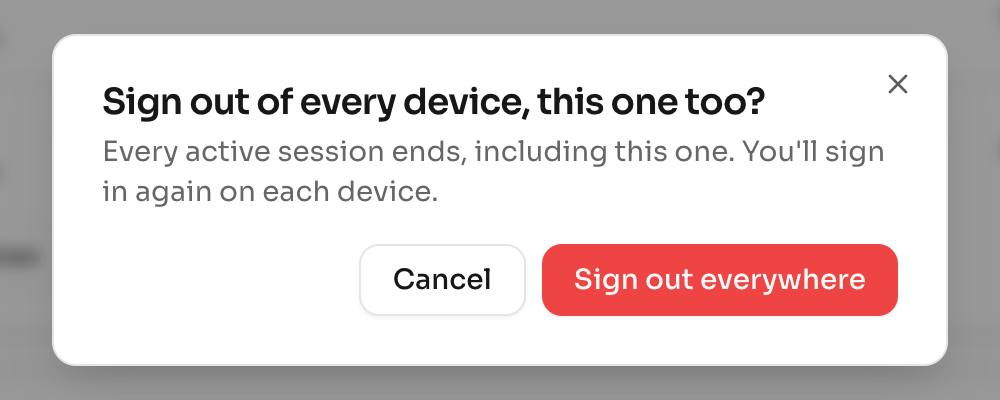 Sign out of every device, this one too?
Every active session ends, including this one. You'll sign
in again on each device.
Cancel
Sign out everywhere